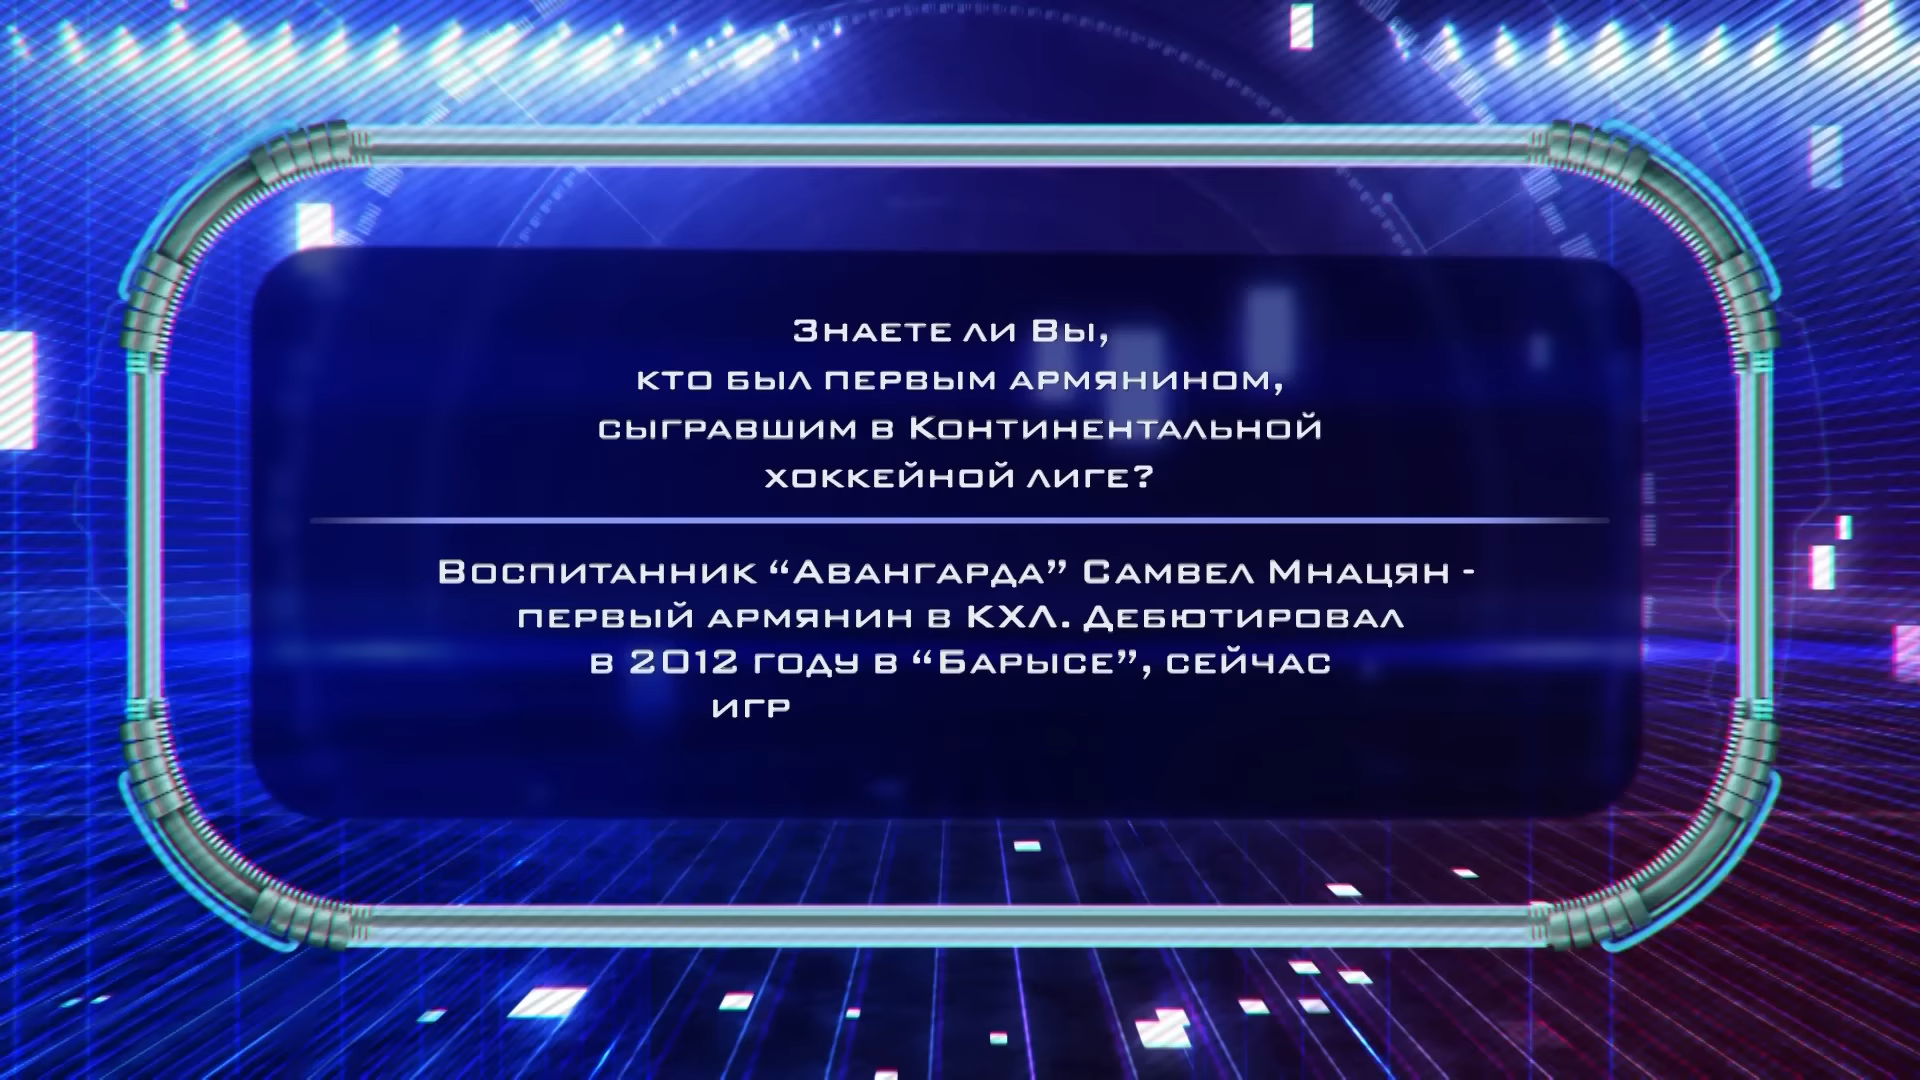 Знаете ли Вы,
кто был первым армянином,
сыгравшим в Континентальной
хоккейной лиге?
Воспитанник “Авангарда” Самвел Мнацян -
первый армянин в КХЛ. Дебютировал
в 2012 году в “Барысе”, сейчас
игр